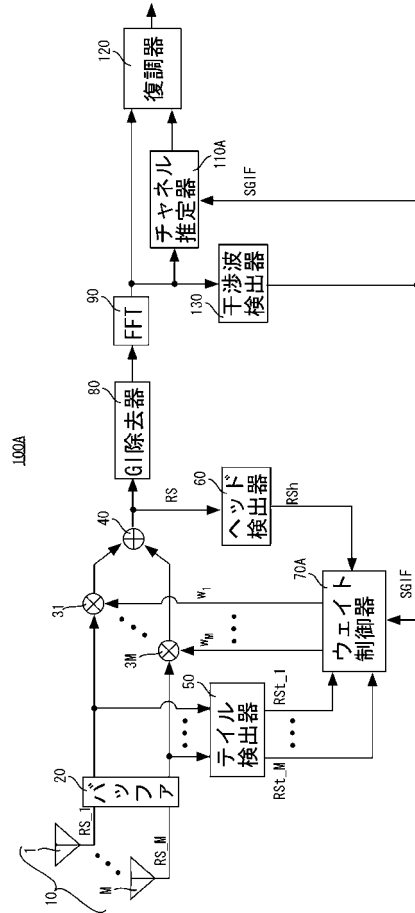 100A
10
1
M
RS_1
RS_M
20
バッファ
31
3M
40
w1
wM
50
テイル
検出器
RSt_1
RSt_M
RS
60
ヘッド
検出器
RSh
70A
ウェイト
制御器
SGIF
80
GI除去器
90
FFT
130
干渉波
検出器
チャネル
推定器
110A
SGIF
120
復調器